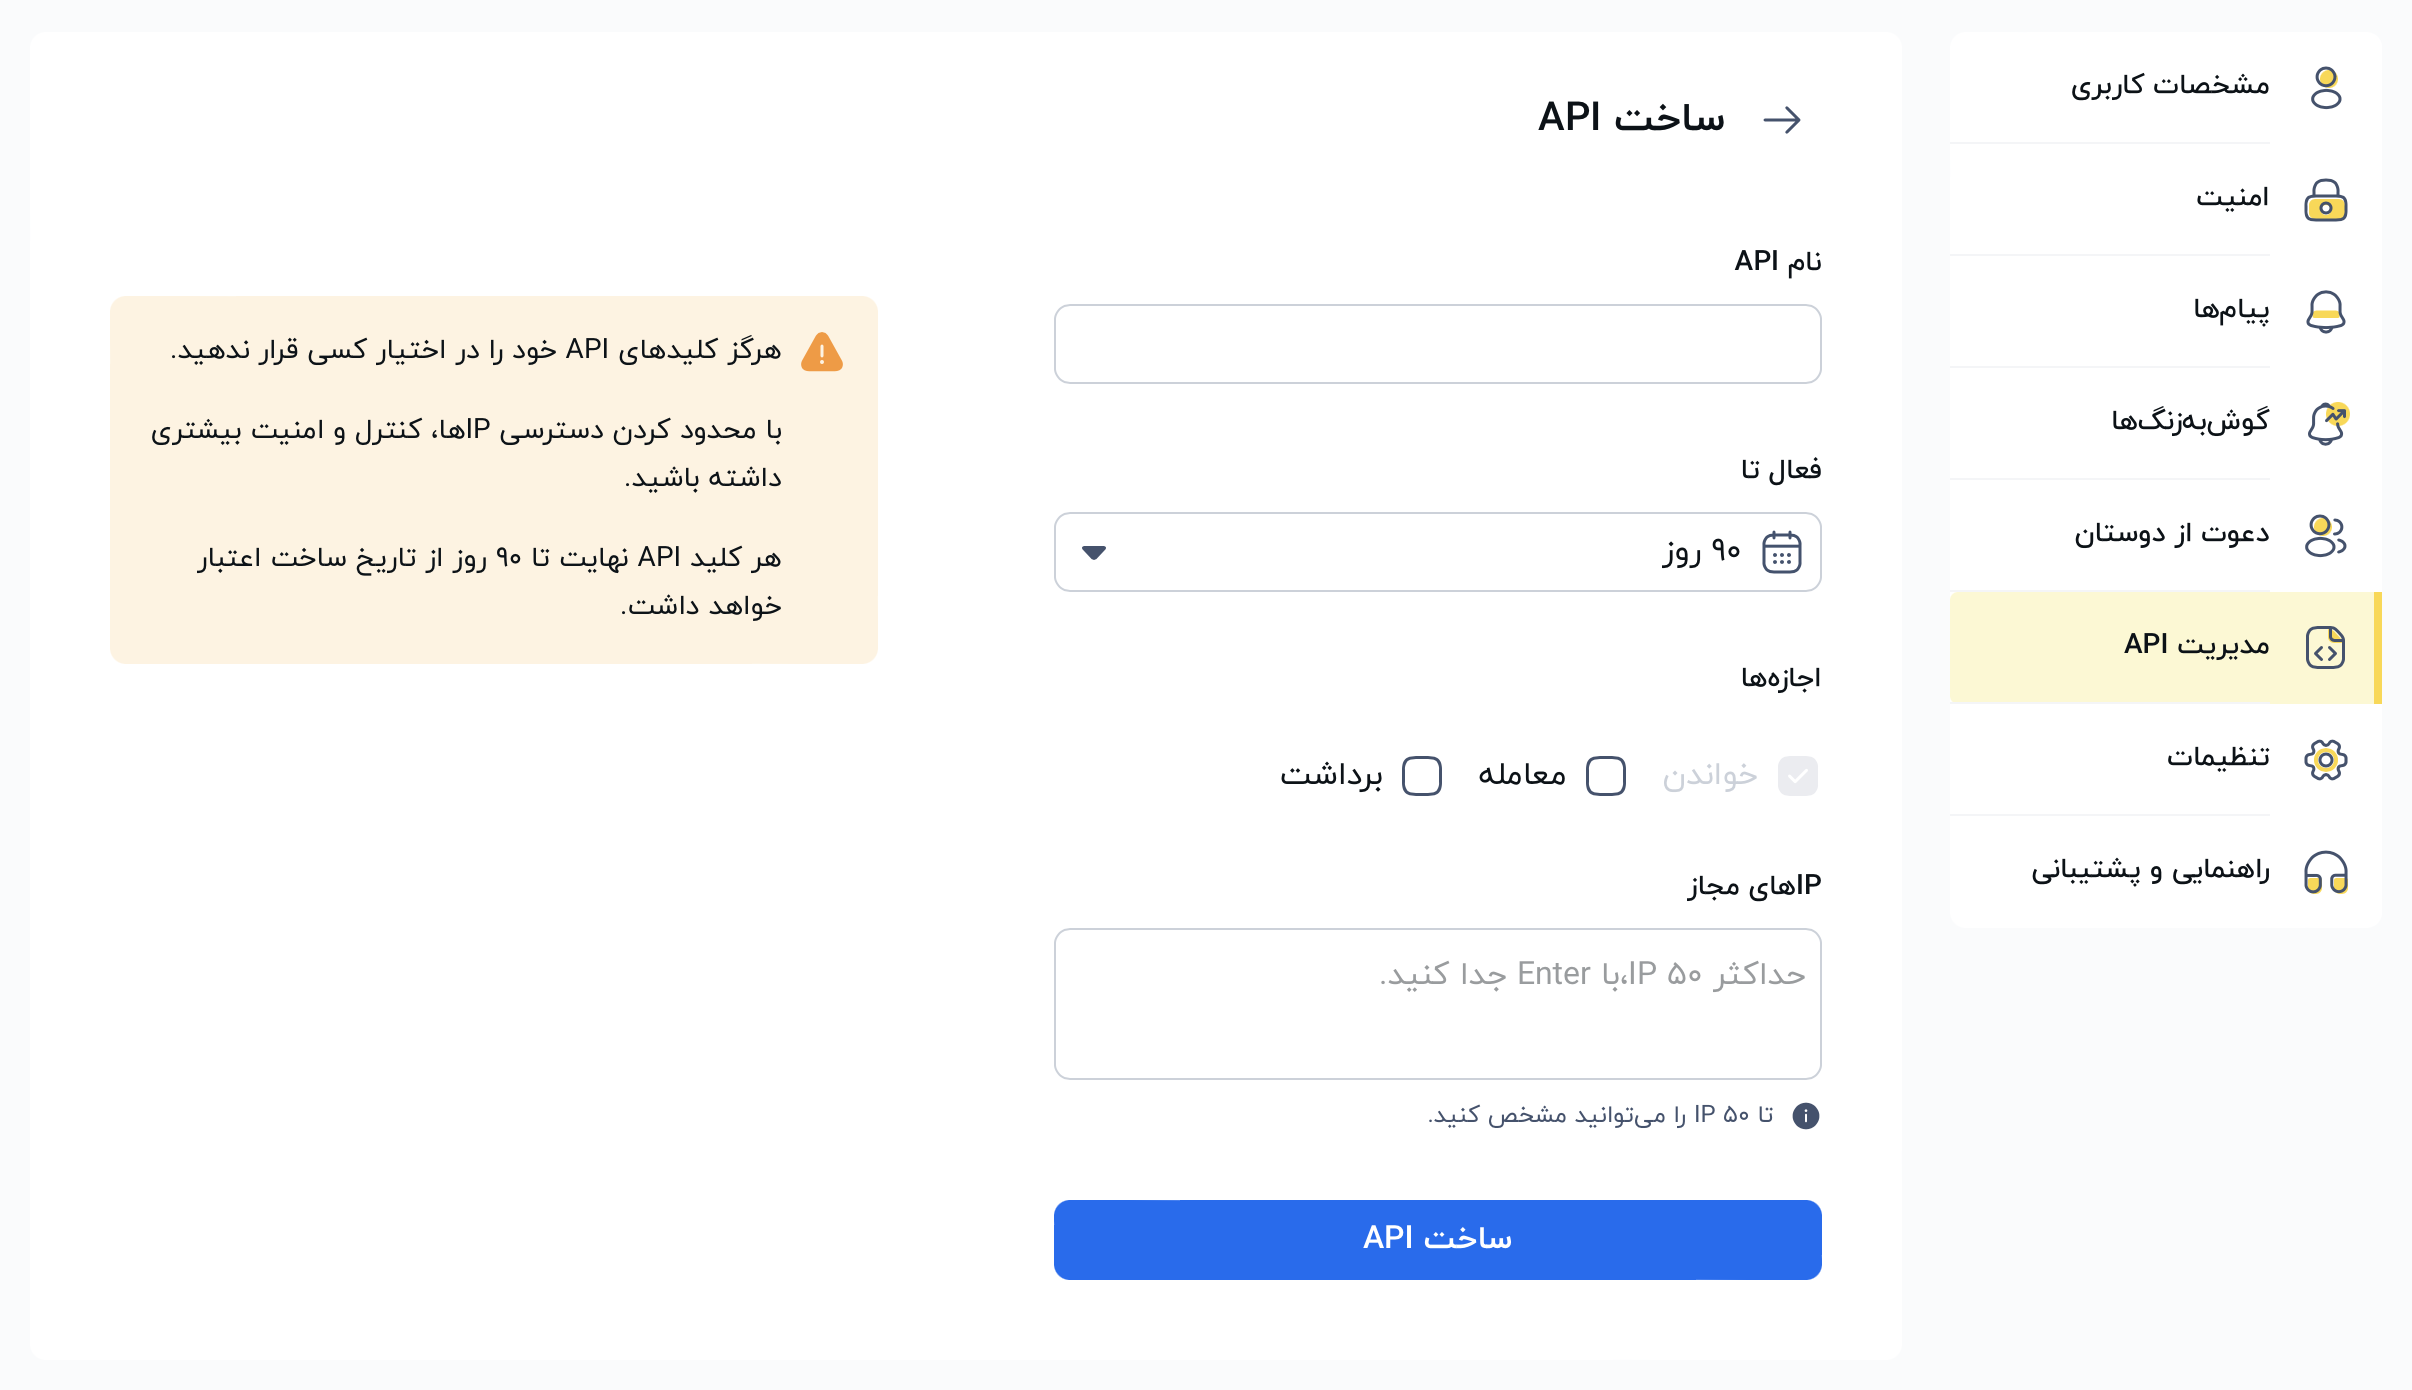 مشخصات کاربری
امنیت
پیام‌ها
گوش‌به‌زنگ‌ها
دعوت از دوستان
مدیریت API
تنظیمات
راهنمایی و پشتیبانی
ساخت API
نام API
فعال تا
۹۰ روز
اجازه‌ها
خواندن
معامله
برداشت
IPهای مجاز
حداکثر ۵۰ IP،با Enter جدا کنید.
تا ۵۰ IP را می‌توانید مشخص کنید.
ساخت API
هرگز کلیدهای API خود را در اختیار کسی قرار ندهید.
با محدود کردن دسترسی IPها، کنترل و امنیت بیشتری
داشته باشید.
هر کلید API نهایت تا ۹۰ روز از تاریخ ساخت اعتبار
خواهد داشت.